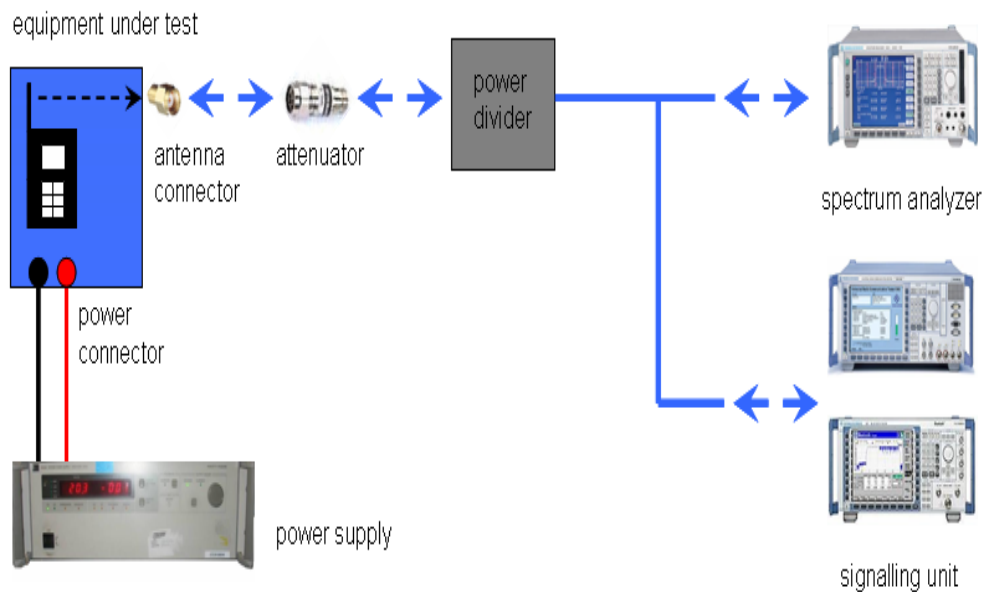 equipment under test
power
divider
antenna
connector
attenuator
spectrum analyzer
power
connector
power supply
signalling unit